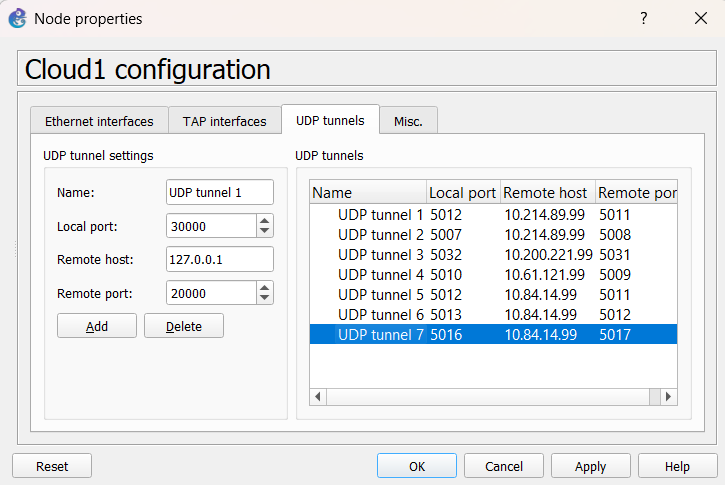 Node properties
?
Cloud1 configuration
Ethernet interfaces TAP interfaces UDP tunnels Misc.
UDP tunnel settings
Name: UDP tunnel 1
Local port: 30000
Remote host: 127.0.0.1
Remote port: 20000
Add Delete
UDP tunnels
Name Local port Remote host Remote por
UDP tunnel 1 5012 10.214.89.99 5011
UDP tunnel 2 5007 10.214.89.99 5008
UDP tunnel 3 5032 10.200.221.99 5031
UDP tunnel 4 5010 10.61.121.99 5009
UDP tunnel 5 5012 10.84.14.99 5011
UDP tunnel 6 5013 10.84.14.99 5012
UDP tunnel 7 5016 10.84.14.99 5017
Reset OK Cancel Apply Help